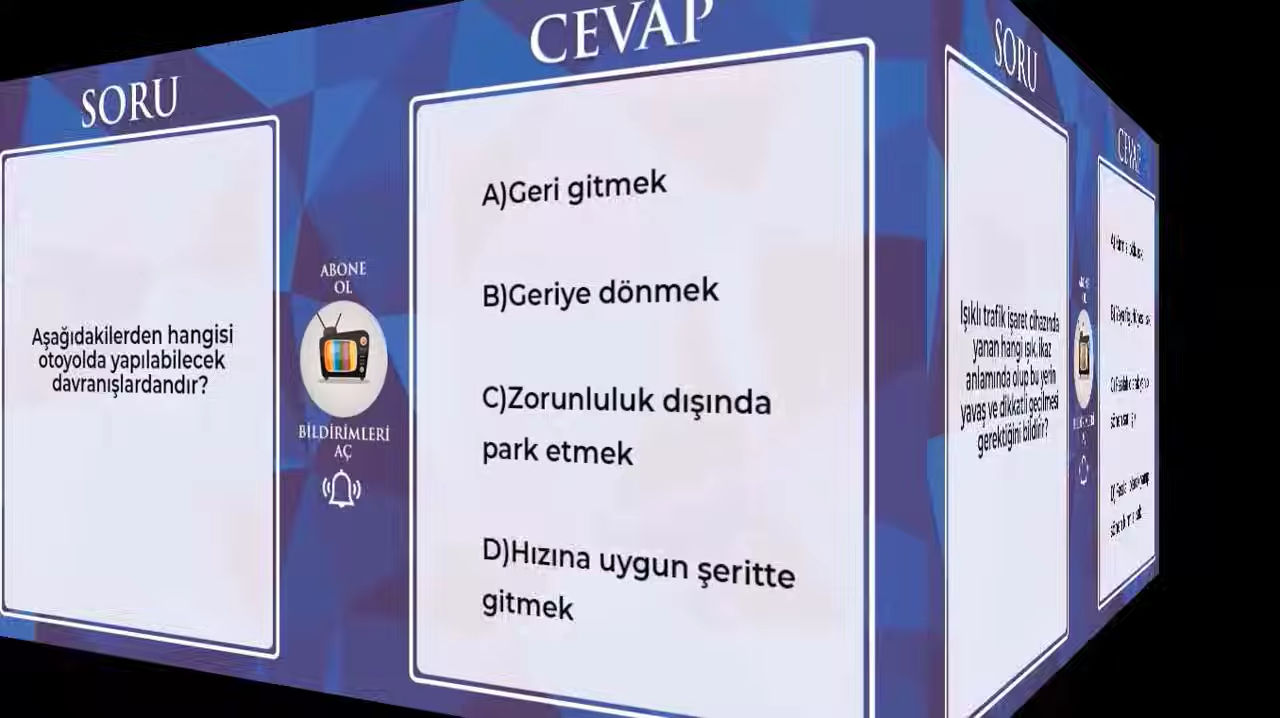 SORU
Aşağıdakilerden hangisi
otoyolda yapılabilecek
davranışlardandır?
ABONE
OL
BİLDİRİMLERİ
AÇ
CEVAP
A)Geri gitmek
B)Geriye dönmek
C)Zorunluluk dışında
park etmek
D)Hızına uygun şeritte
gitmek
SORU
Işıklı trafik işaret cihazında
yanan hangi ışık, ikaz
anlamında olup bu yerin
yavaş ve dikkatli geçilmesi
gerektiğini bildirir?
CEVAP